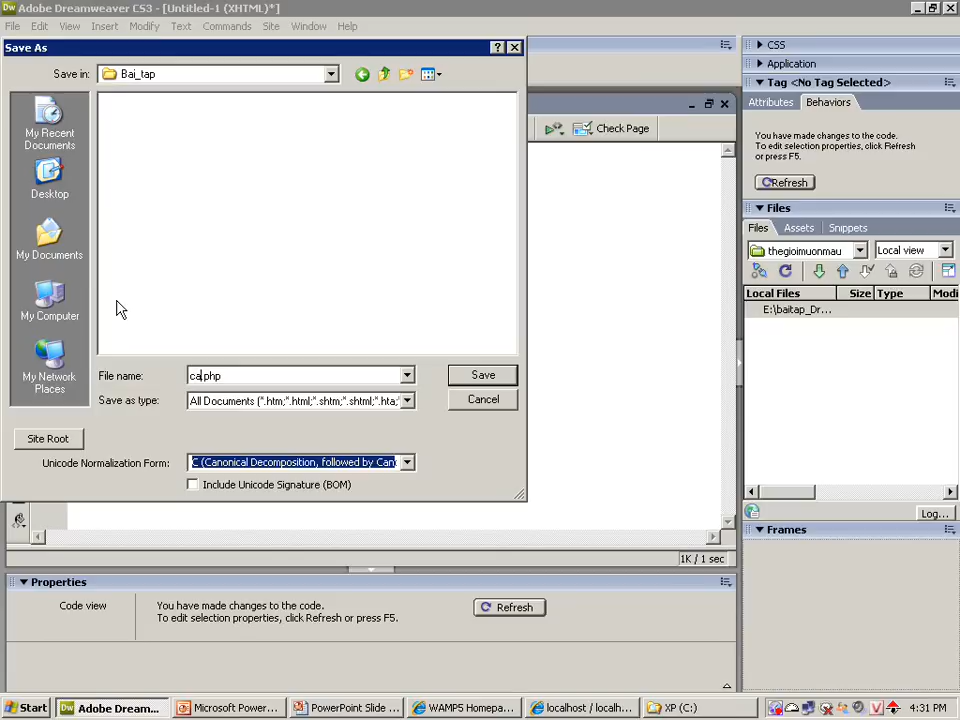 Adobe Dreamweaver CS3 - [Untitled-1 (XHTML)*]
File Edit View Insert Modify Text Commands Site Window Help
Save As
Save in: Bai_tap
My Recent Documents
Desktop
My Documents
My Computer
My Network Places
File name: ca.php
Save
Save as type: All Documents (*.htm;*.html;*.shtm;*.shtml;*.hta;*
Cancel
Site Root
Unicode Normalization Form: C (Canonical Decomposition, followed by Can
Include Unicode Signature (BOM)
Check Page
1K / 1 sec
CSS
Application
Tag <No Tag Selected>
Attributes Behaviors
You have made changes to the code.
To edit selection properties, click Refresh
or press F5.
Refresh
Files
Files Assets Snippets
thegioimuonmau Local view
Local Files Size Type Modi
E:\baitap_Dr...
Log...
Frames
Properties
Code view
You have made changes to the code.
To edit selection properties, click Refresh or press F5.
Refresh
Start Adobe Dream... Microsoft Power... PowerPoint Slide ... WAMP5 Homepa... localhost / localh... XP (C:) 4:31 PM